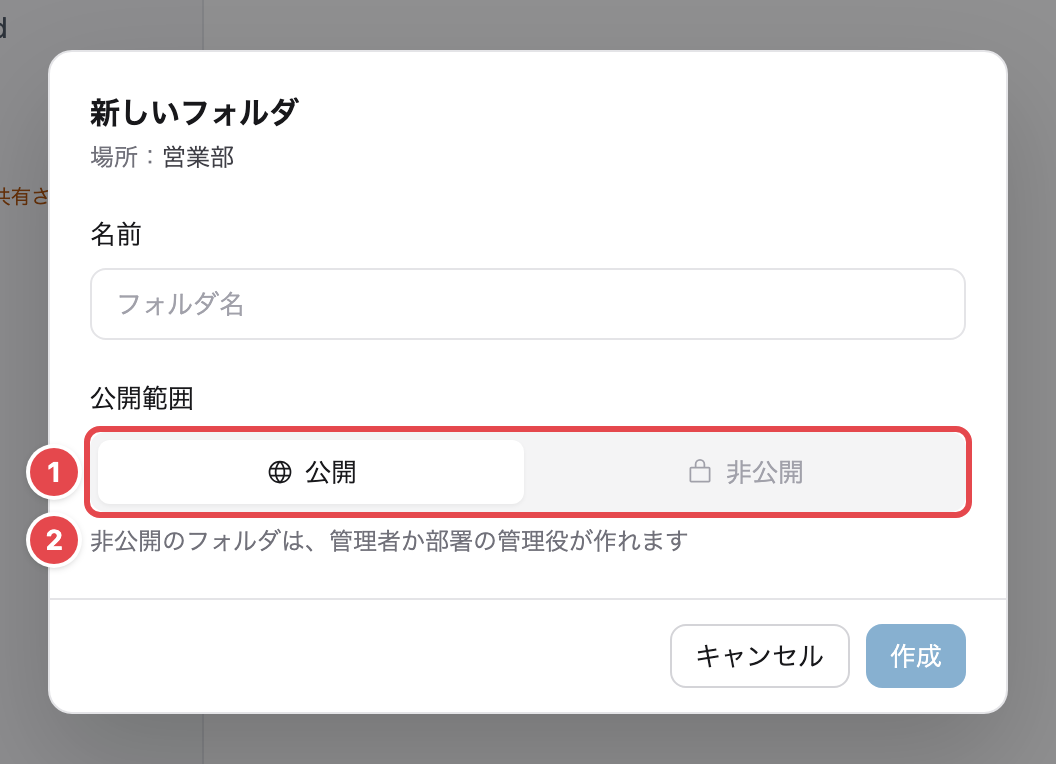 d
新しいフォルダ
場所：営業部
共有さ
名前
フォルダ名
公開範囲
1
公開
非公開
2
非公開のフォルダは、管理者か部署の管理役が作れます
キャンセル
作成